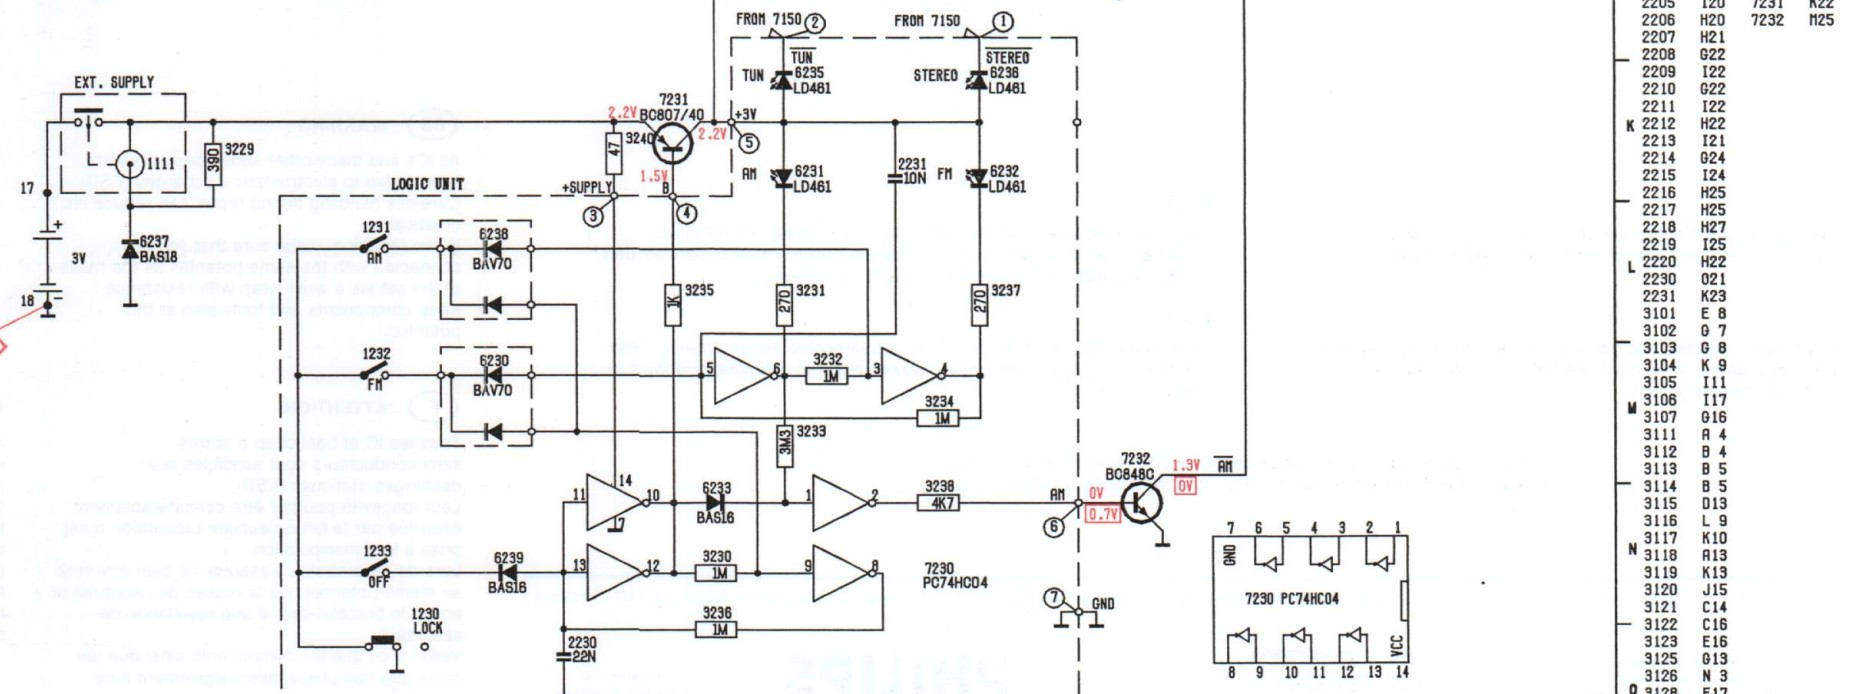 FROM 7150 2
FROM 7150 1
TUN
STEREO
TUN 6235
LD461
STEREO 6236
LD461
EXT. SUPPLY
7231
BC807/40
2.2V
2.2V
+3V
5
3240
47
1.5V
1111
390
3229
17
LOGIC UNIT
+SUPPLY
B
3
4
AM 6231
LD461
2231
10N
FM 6232
LD461
+
3V
-
18
6237
BAS18
1231
AM
6238
BAV70
3235
1K
3231
270
3237
270
1232
FM
6230
BAV70
5
6
3232
1M
3
4
3234
1M
3233
3M3
11
14
10
17
6233
BAS16
1
2
3238
4K7
AM
6
0V
0.7V
7232
BC848C
1.3V
0V
AM
1233
OFF
6239
BAS16
13
12
3230
1M
9
8
7230
PC74HC04
3236
1M
2230
22N
1230
LOCK
7
GND
7 6 5 4 3 2 1
GND
7230 PC74HC04
VCC
8 9 10 11 12 13 14
2205 I20 7231 K22
2206 H20 7232 M25
2207 H21
2208 G22
2209 I22
2210 G22
2211 I22
K 2212 H22
2213 I21
2214 G24
2215 I24
2216 H25
2217 H25
2218 H27
2219 I25
L 2220 H22
2230 O21
2231 K23
3101 E 8
3102 G 7
3103 G 8
3104 K 9
3105 I11
3106 I17
M 3107 G16
3111 A 4
3112 B 4
3113 B 5
3114 B 5
3115 D13
3116 L 9
3117 K10
N 3118 A13
3119 K13
3120 J15
3121 C14
3122 C16
3123 E16
3125 G13
3126 N 3
O 3128 F17